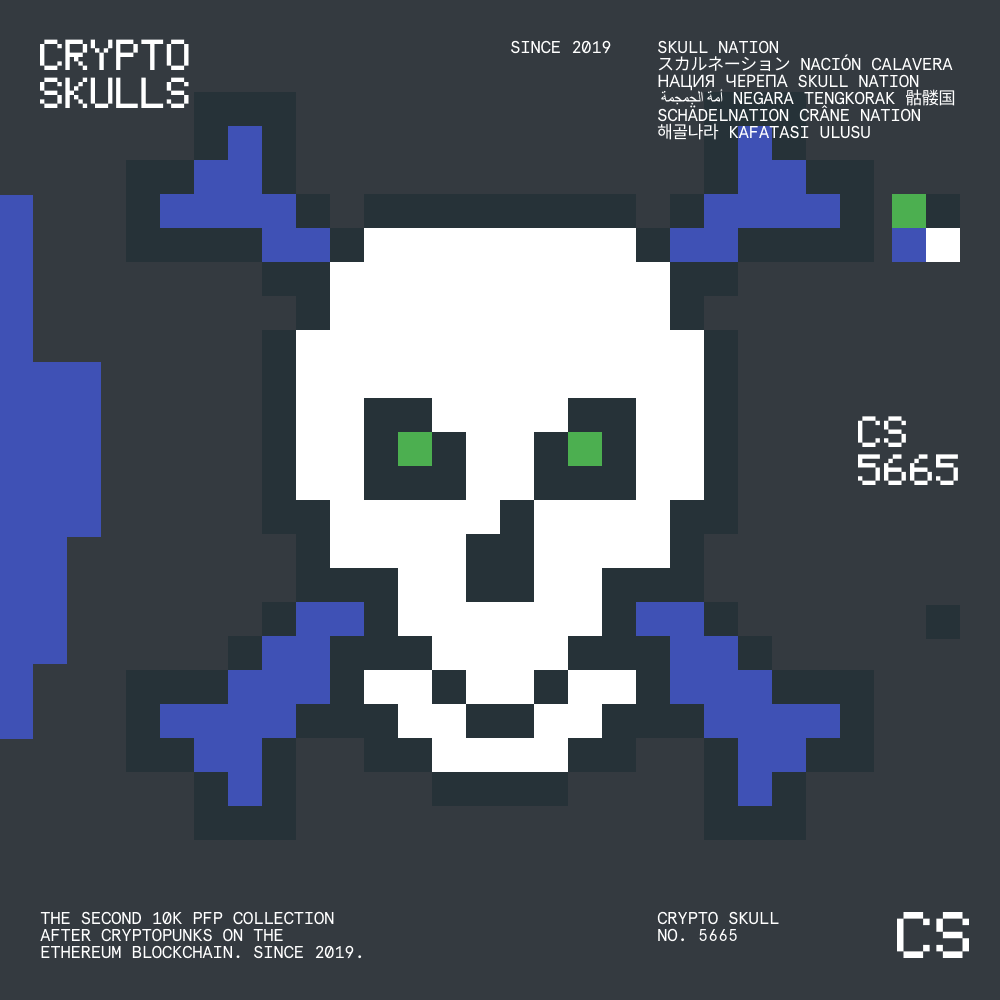 CRYPTO
SKULLS
SINCE 2019
SKULL NATION
スカルネーション NACIÓN CALAVERA
НАЦИЯ ЧЕРЕПА SKULL NATION
أمة الجمجمة NEGARA TENGKORAK 骷髅国
SCHÄDELNATION CRÂNE NATION
해골나라 KAFATASI ULUSU
CS
5665
THE SECOND 10K PFP COLLECTION
AFTER CRYPTOPUNKS ON THE
ETHEREUM BLOCKCHAIN. SINCE 2019.
CRYPTO SKULL
NO. 5665
CS